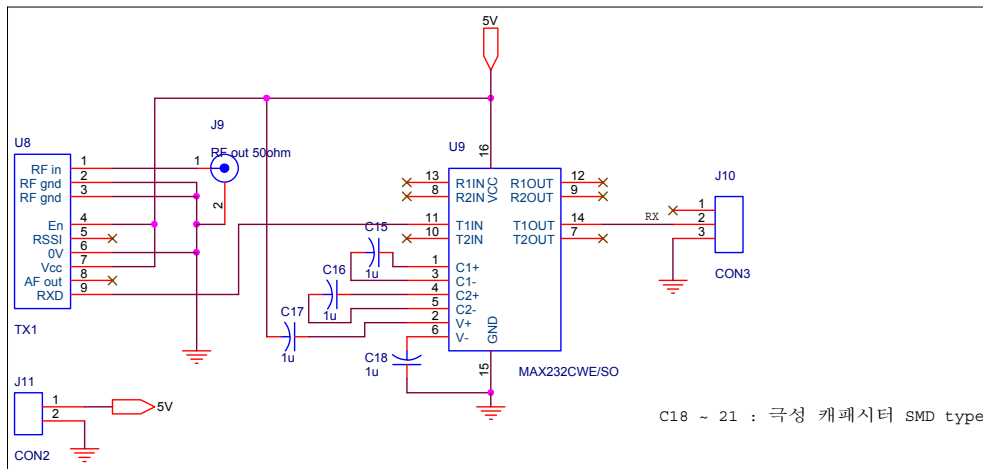 5V
J9
RF out 50ohm
1
2
U8
RF in 1
RF gnd 2
RF gnd 3
En 4
RSSI 5
0V 6
Vcc 7
AF out 8
RXD 9
TX1
U9
16
VCC
13 R1IN R1OUT 12
8 R2IN R2OUT 9
11 T1IN T1OUT 14
10 T2IN T2OUT 7
1 C1+
3 C1-
4 C2+
5 C2-
2 V+
6 V-
GND
15
MAX232CWE/SO
C15
1u
C16
1u
C17
1u
C18
1u
RX
J10
1
2
3
CON3
J11
1
2
5V
CON2
C18 ~ 21 : 극성 캐패시터 SMD type